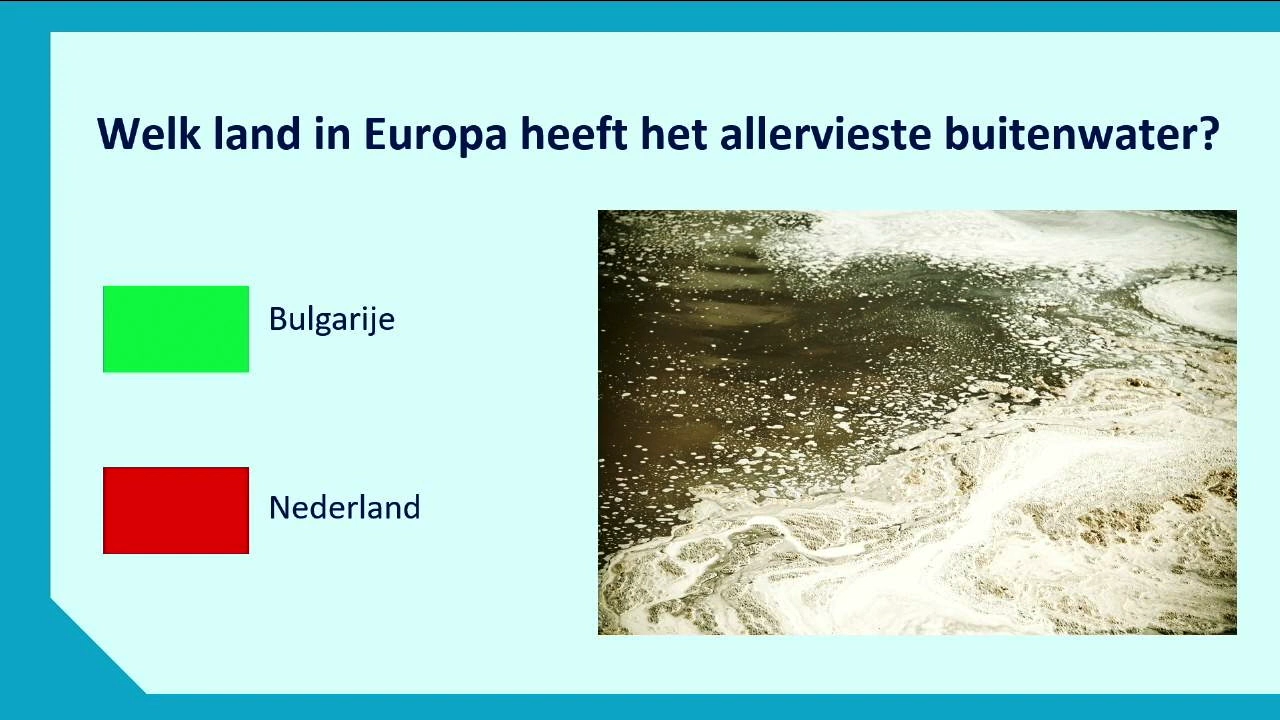 Welk land in Europa heeft het allervieste buitenwater?
Bulgarije
Nederland